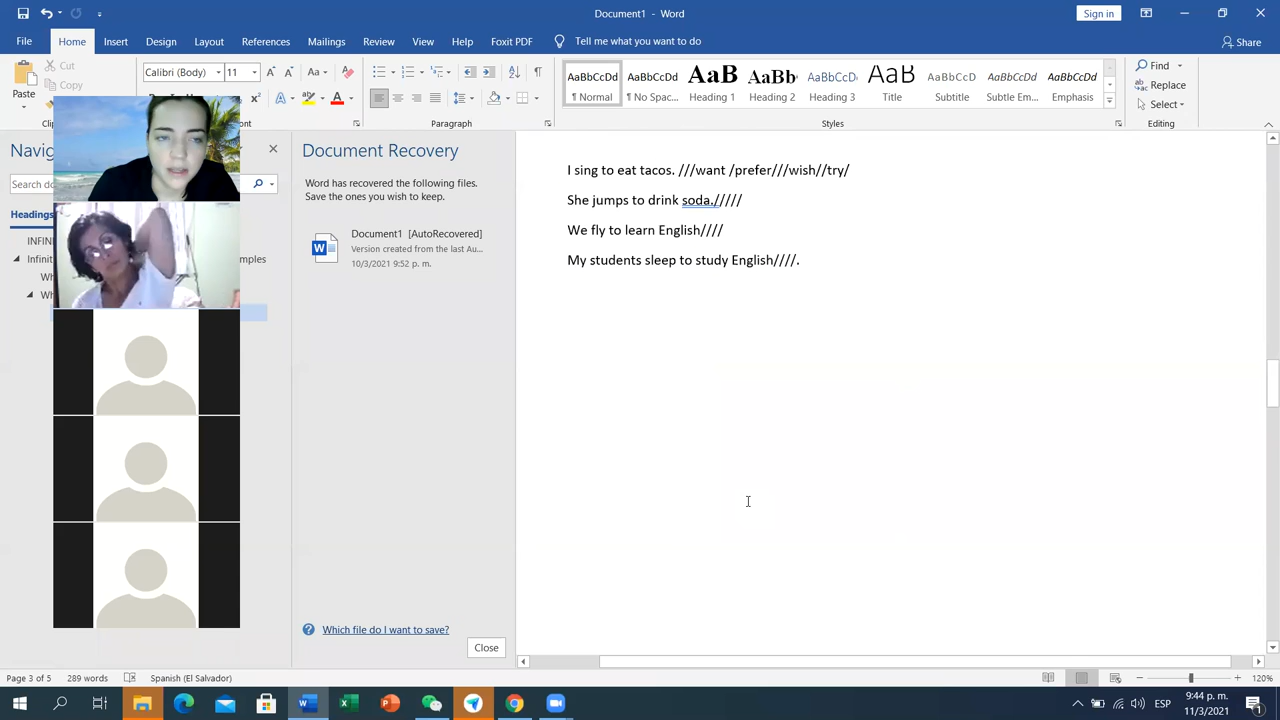 Document1 - Word
Sign in
File Home Insert Design Layout References Mailings Review View Help Foxit PDF Tell me what you want to do Share
Cut
Copy
Paste
Calibri (Body) 11
AaBbCcDd AaBbCcDd AaB AaBb AaBbCcD AaB AaBbCcD AaBbCcDd AaBbCcDd
¶ Normal ¶ No Spac... Heading 1 Heading 2 Heading 3 Title Subtitle Subtle Em... Emphasis
Find
Replace
Select
Paragraph Styles Editing
Document Recovery
Word has recovered the following files.
Save the ones you wish to keep.
Document1 [AutoRecovered]
Version created from the last Au...
10/3/2021 9:52 p. m.
Which file do I want to save?
Close
Headings
INFINI
Infinit
mples
Wh
Wh
I sing to eat tacos. ///want /prefer///wish//try/
She jumps to drink soda./////
We fly to learn English////
My students sleep to study English////.
Page 3 of 5 289 words Spanish (El Salvador) 120%
ESP
9:44 p. m.
11/3/2021